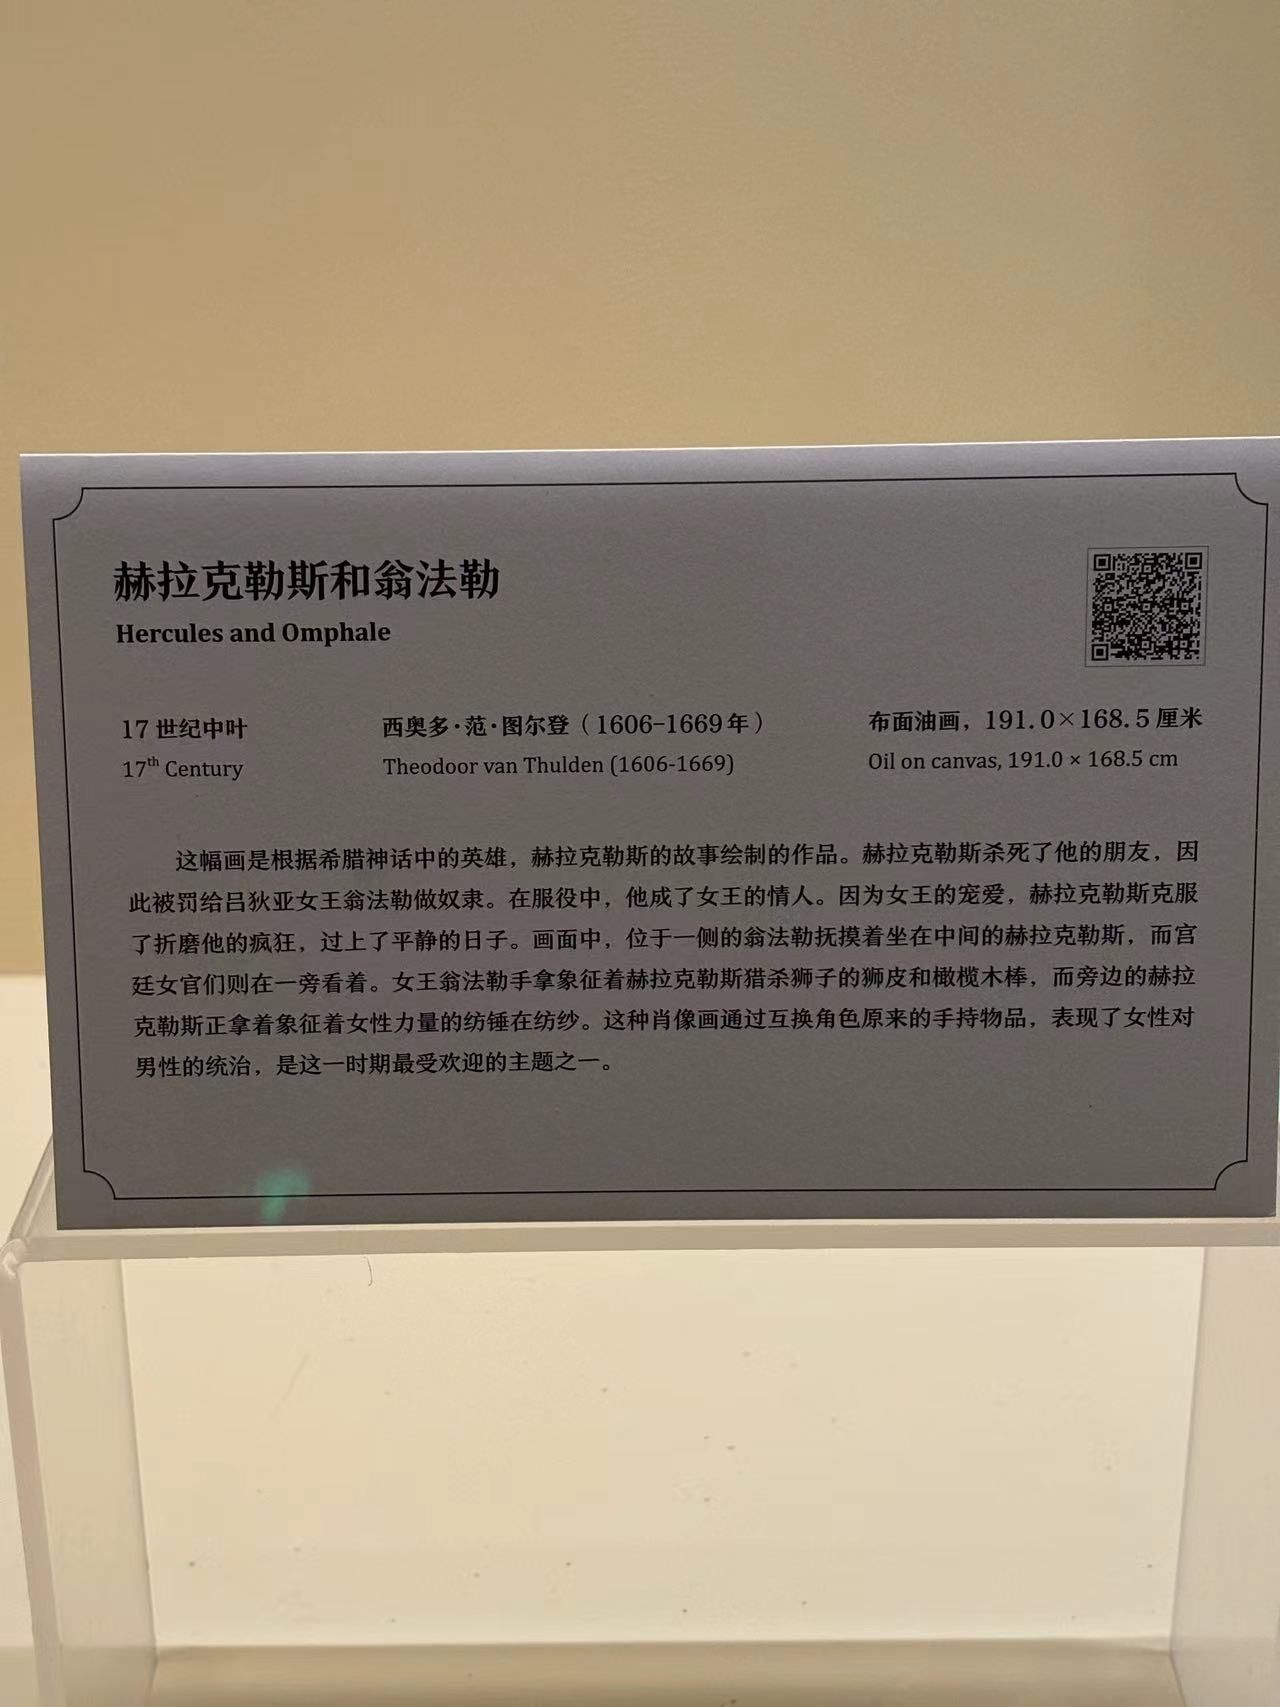 赫拉克勒斯和翁法勒
Hercules and Omphale
17 世纪中叶
17th Century
西奥多·范·图尔登（1606-1669年）
Theodoor van Thulden (1606-1669)
布面油画，191.0×168.5厘米
Oil on canvas, 191.0 × 168.5 cm
这幅画是根据希腊神话中的英雄，赫拉克勒斯的故事绘制的作品。赫拉克勒斯杀死了他的朋友，因
此被罚给吕狄亚女王翁法勒做奴隶。在服役中，他成了女王的情人。因为女王的宠爱，赫拉克勒斯克服
了折磨他的疯狂，过上了平静的日子。画面中，位于一侧的翁法勒抚摸着坐在中间的赫拉克勒斯，而宫
廷女官们则在一旁看着。女王翁法勒手拿象征着赫拉克勒斯猎杀狮子的狮皮和橄榄木棒，而旁边的赫拉
克勒斯正拿着象征着女性力量的纺锤在纺纱。这种肖像画通过互换角色原来的手持物品，表现了女性对
男性的统治，是这一时期最受欢迎的主题之一。